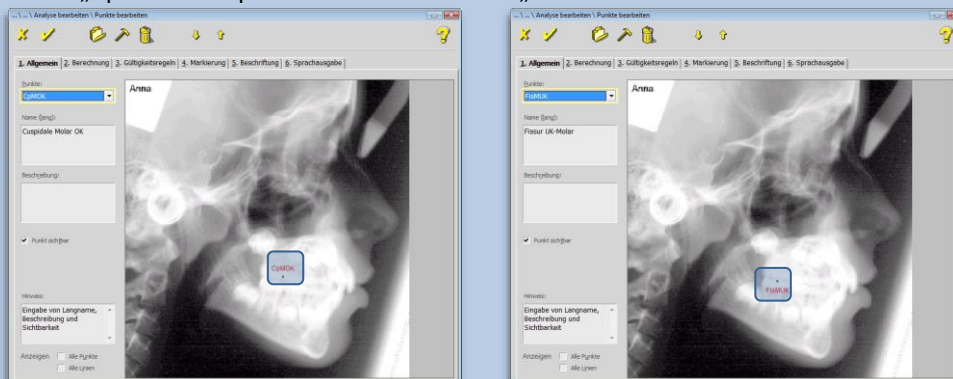 ...\ ... \ Analyse bearbeiten \ Punkte bearbeiten
1. Allgemein 2. Berechnung 3. Gültigkeitsregeln 4. Markierung 5. Beschriftung 6. Sprachausgabe
Punkte:
CpMOK
Name (lang):
Cuspidale Molar OK
Beschreibung:
Punkt sichtbar
Hinweis:
Eingabe von Langname,
Beschreibung und
Sichtbarkeit
Anzeigen
Alle Punkte
Alle Linien
Anna
CpMOK
...\ ... \ Analyse bearbeiten \ Punkte bearbeiten
1. Allgemein 2. Berechnung 3. Gültigkeitsregeln 4. Markierung 5. Beschriftung 6. Sprachausgabe
Punkte:
FisMUK
Name (lang):
Fissur UK-Molar
Beschreibung:
Punkt sichtbar
Hinweis:
Eingabe von Langname,
Beschreibung und
Sichtbarkeit
Anzeigen
Alle Punkte
Alle Linien
Anna
FisMUK